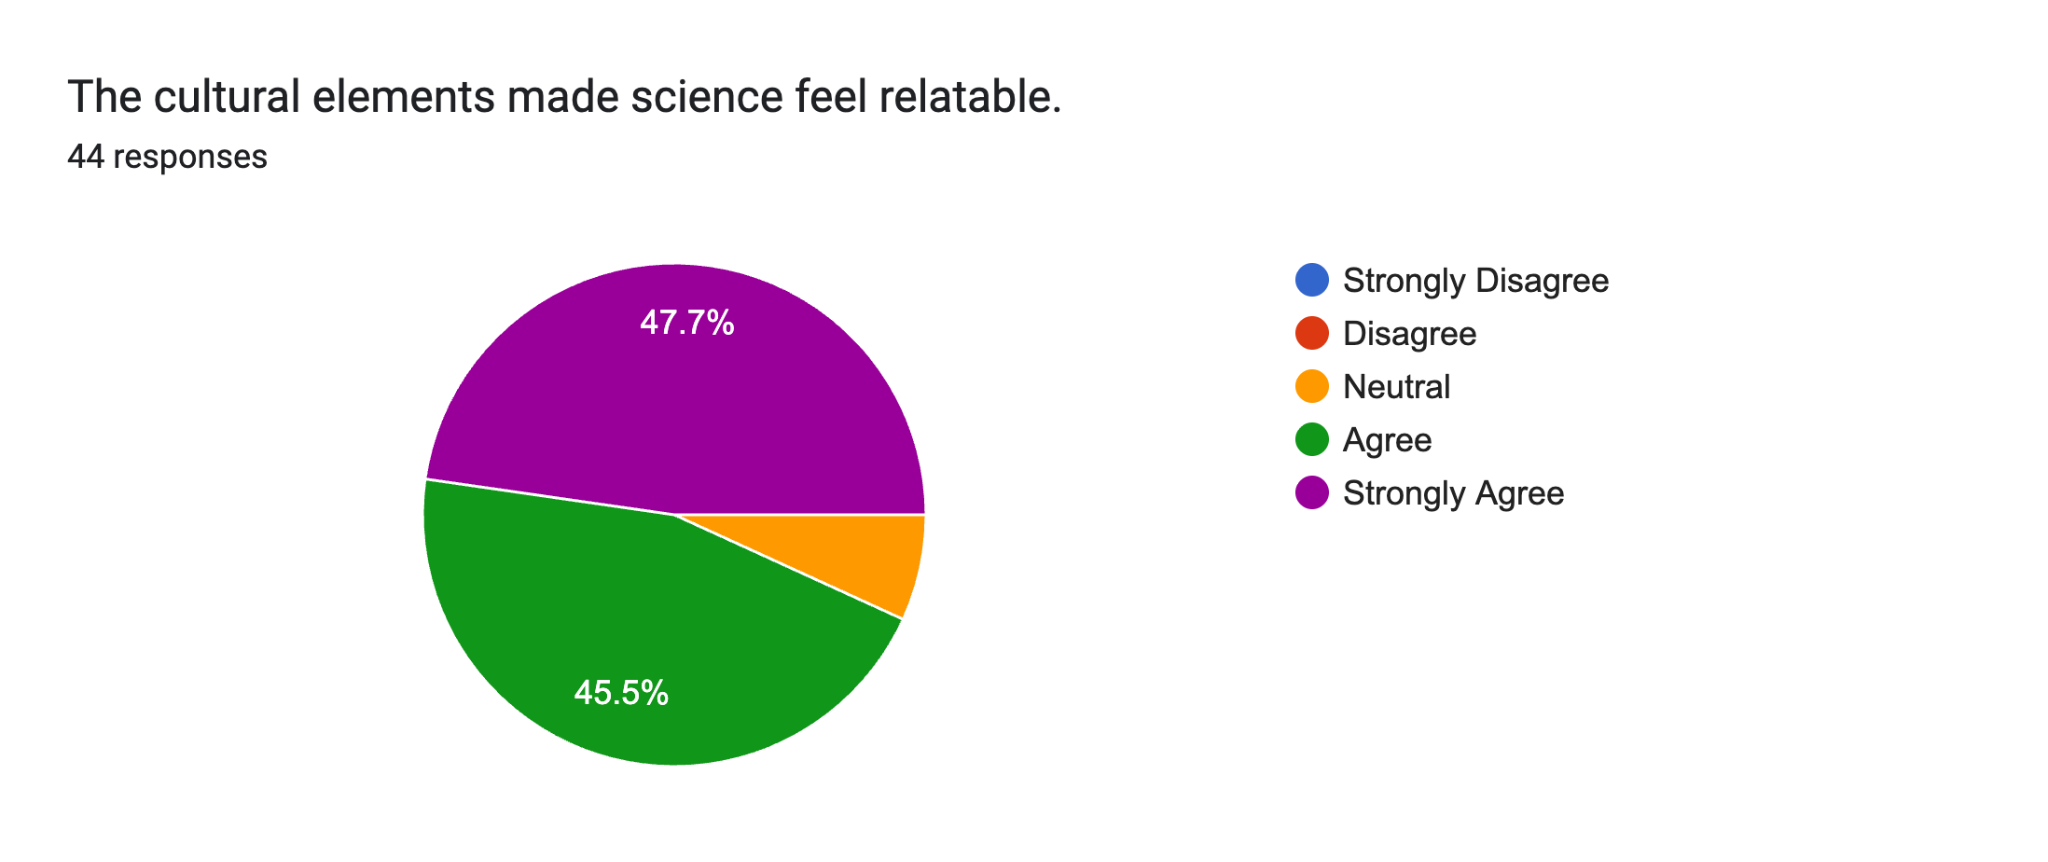 The cultural elements made science feel relatable.
44 responses
47.7%
45.5%
Strongly Disagree
Disagree
Neutral
Agree
Strongly Agree